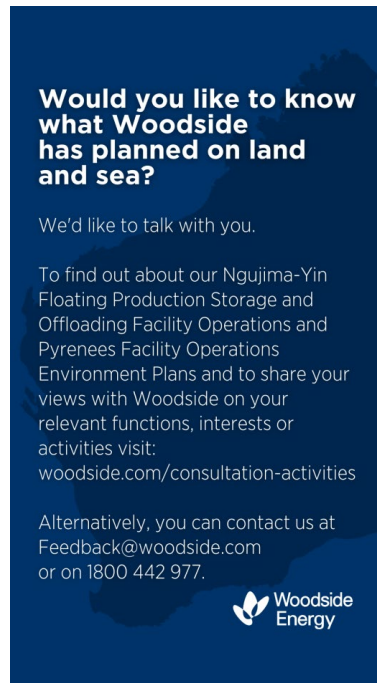 Would you like to know
what Woodside
has planned on land
and sea?
We'd like to talk with you.
To find out about our Ngujima-Yin
Floating Production Storage and
Offloading Facility Operations and
Pyrenees Facility Operations
Environment Plans and to share your
views with Woodside on your
relevant functions, interests or
activities visit:
woodside.com/consultation-activities
Alternatively, you can contact us at
Feedback@woodside.com
or on 1800 442 977.
Woodside
Energy